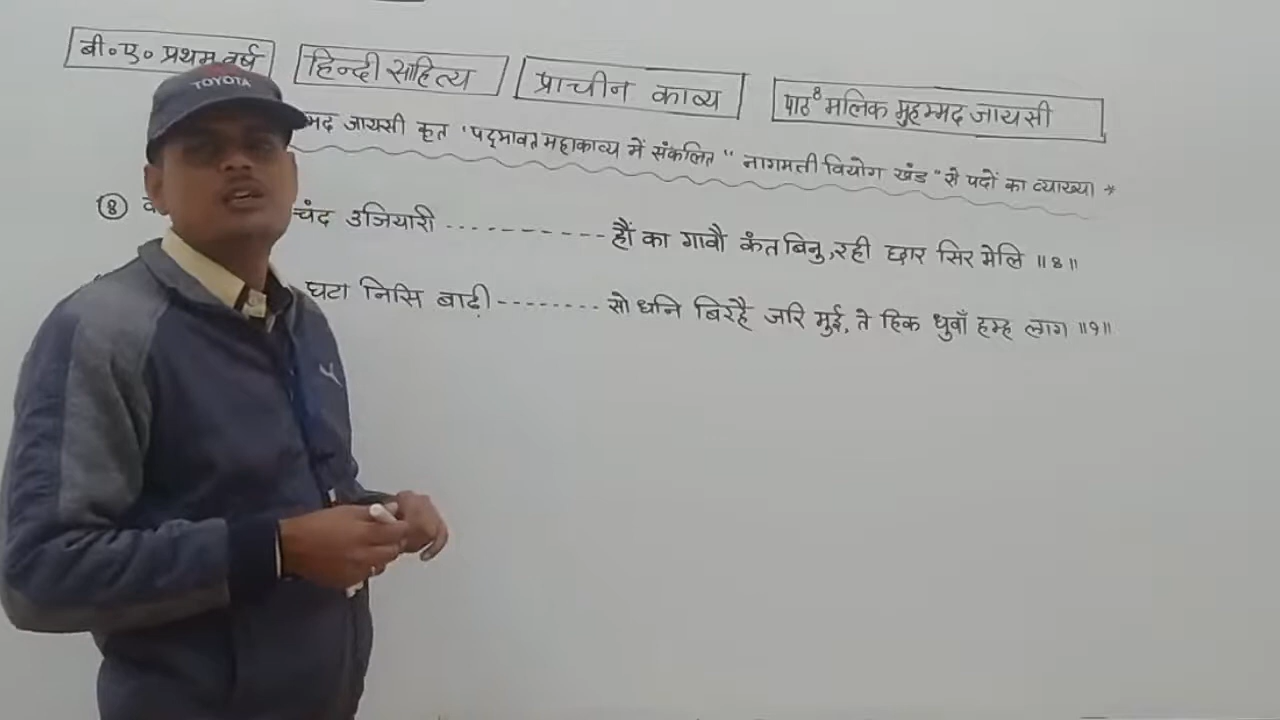 बी॰ए॰ प्रथम वर्ष हिन्दी साहित्य प्राचीन काव्य पाठ 8 मलिक मुहम्मद जायसी
TOYOTA
मद जायसी कृत 'पद्मावत महाकाव्य में संकलित " नागमती वियोग खंड " से पदों का व्याख्या *
(8) चंद उजियारी ---------- हौं का गावौ कंत बिनु, रही छार सिर मेलि ॥8॥
घटा निसि बाढ़ी -------- सो धनि बिरहै जरि मुई, ते हिक धुवाँ हम्ह लाग ॥9॥